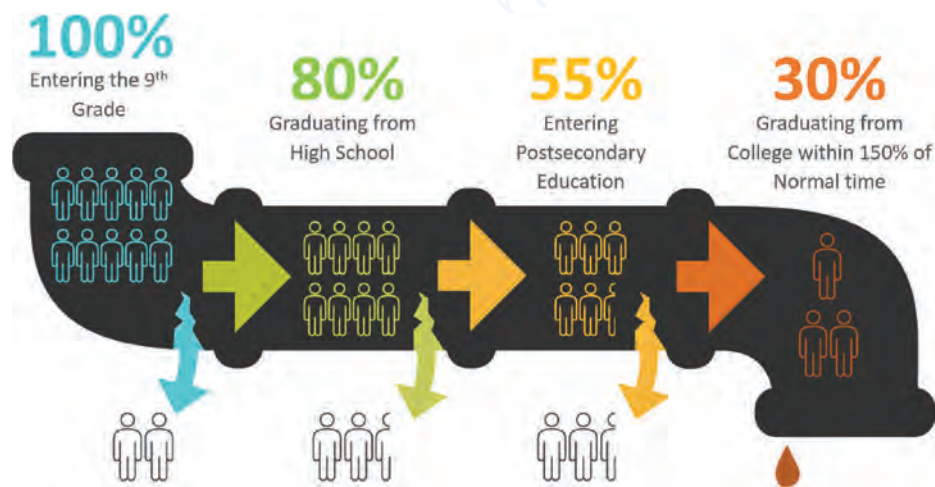 100%
Entering the 9th
Grade
80%
Graduating from
High School
55%
Entering
Postsecondary
Education
30%
Graduating from
College within 150% of
Normal time